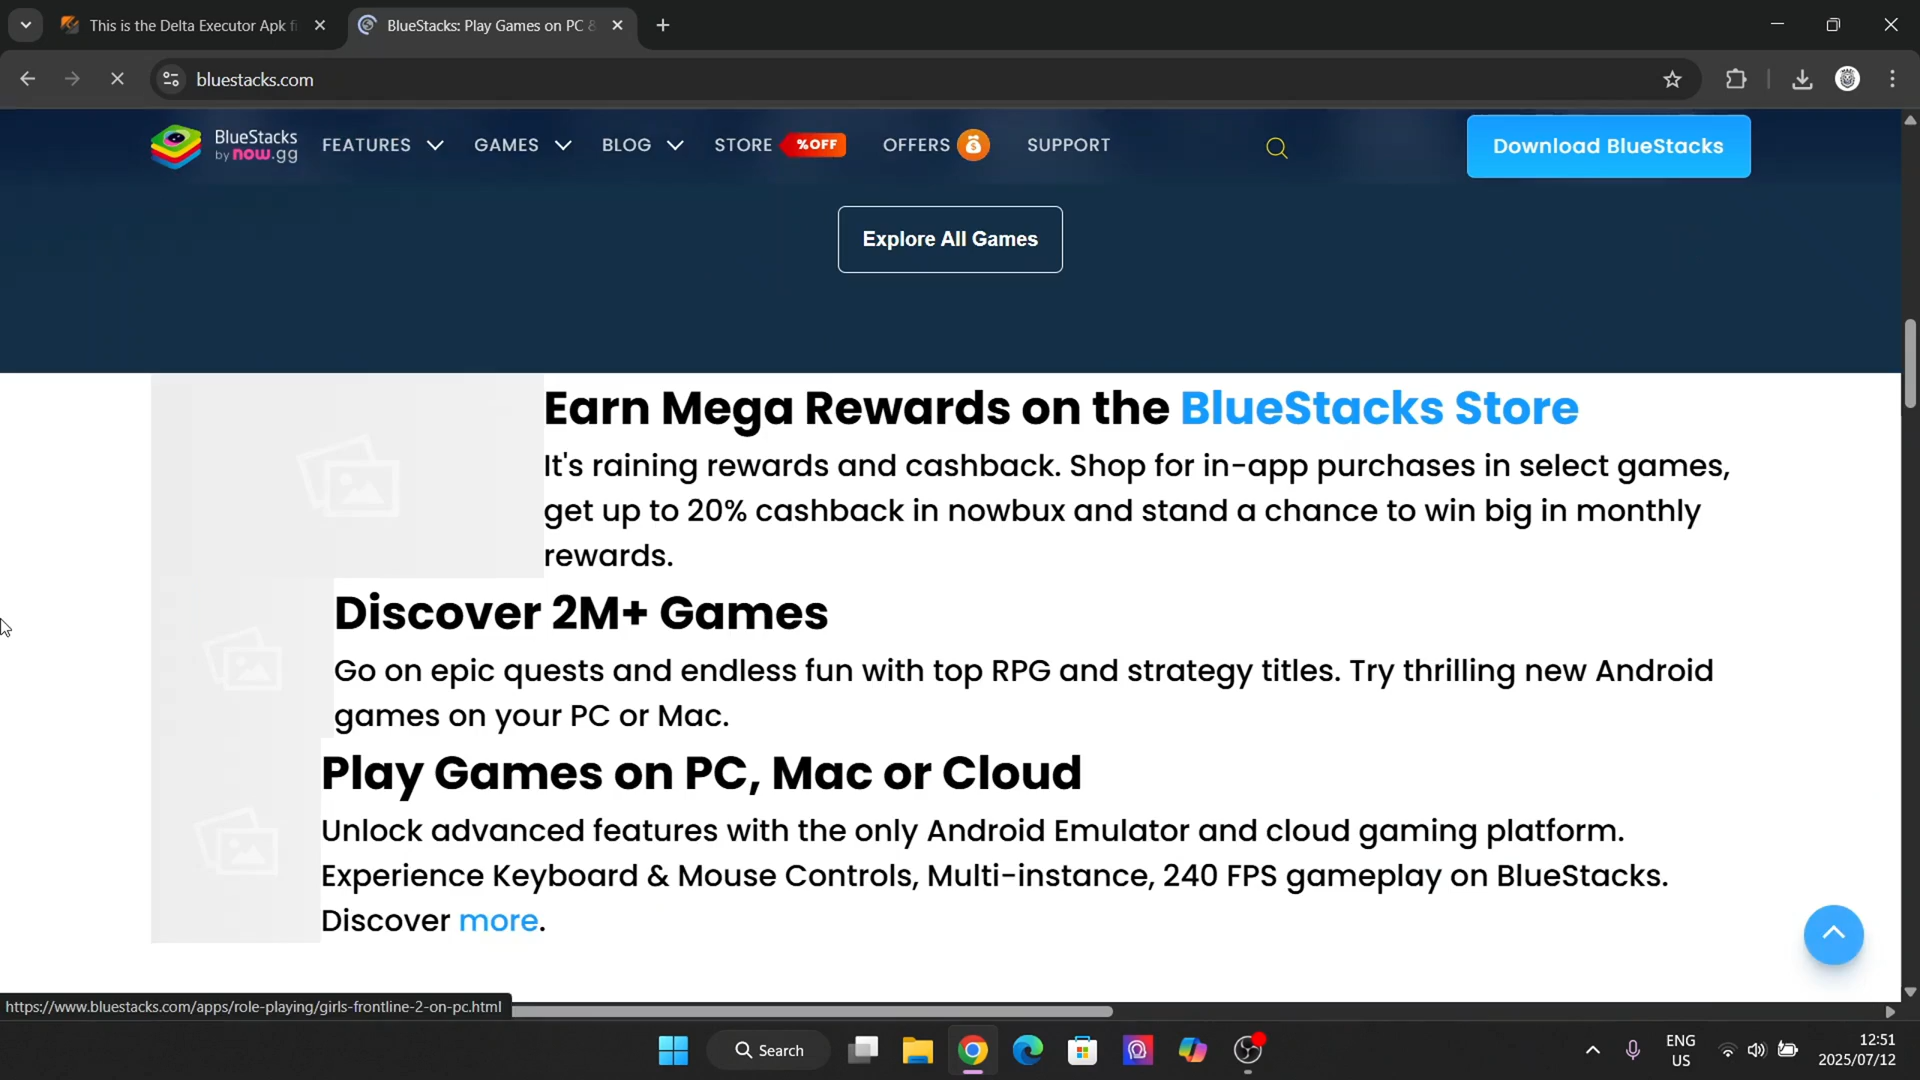 This is the Delta Executor Apk fi
BlueStacks: Play Games on PC &
bluestacks.com
BlueStacks
by now.gg
FEATURES
GAMES
BLOG
STORE
%OFF
OFFERS
SUPPORT
Download BlueStacks
Explore All Games
Earn Mega Rewards on the BlueStacks Store
It's raining rewards and cashback. Shop for in-app purchases in select games,
get up to 20% cashback in nowbux and stand a chance to win big in monthly
rewards.
Discover 2M+ Games
Go on epic quests and endless fun with top RPG and strategy titles. Try thrilling new Android
games on your PC or Mac.
Play Games on PC, Mac or Cloud
Unlock advanced features with the only Android Emulator and cloud gaming platform.
Experience Keyboard & Mouse Controls, Multi-instance, 240 FPS gameplay on BlueStacks.
Discover more.
https://www.bluestacks.com/apps/role-playing/girls-frontline-2-on-pc.html
Search
ENG
US
12:51
2025/07/12